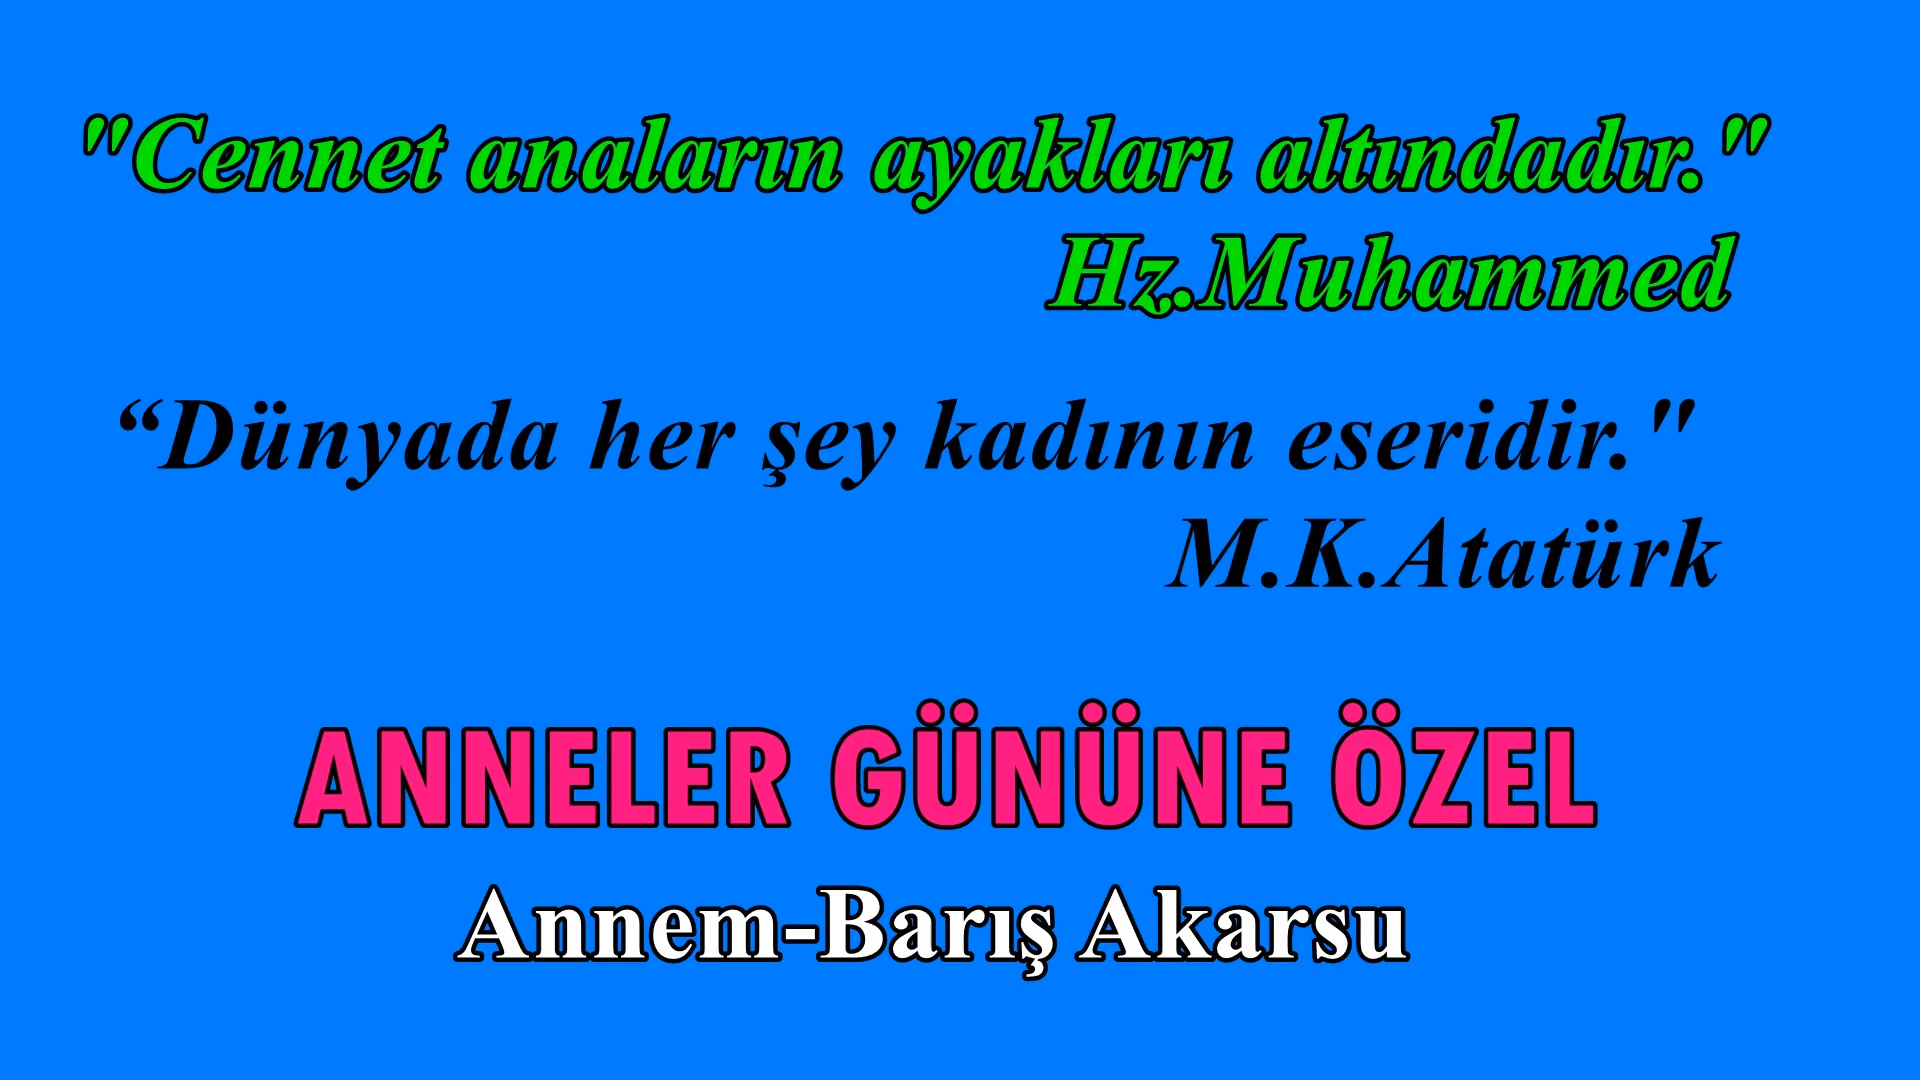 "Cennet anaların ayakları altındadır."
Hz.Muhammed
“Dünyada her şey kadının eseridir."
M.K.Atatürk
ANNELER GÜNÜNE ÖZEL
Annem-Barış Akarsu